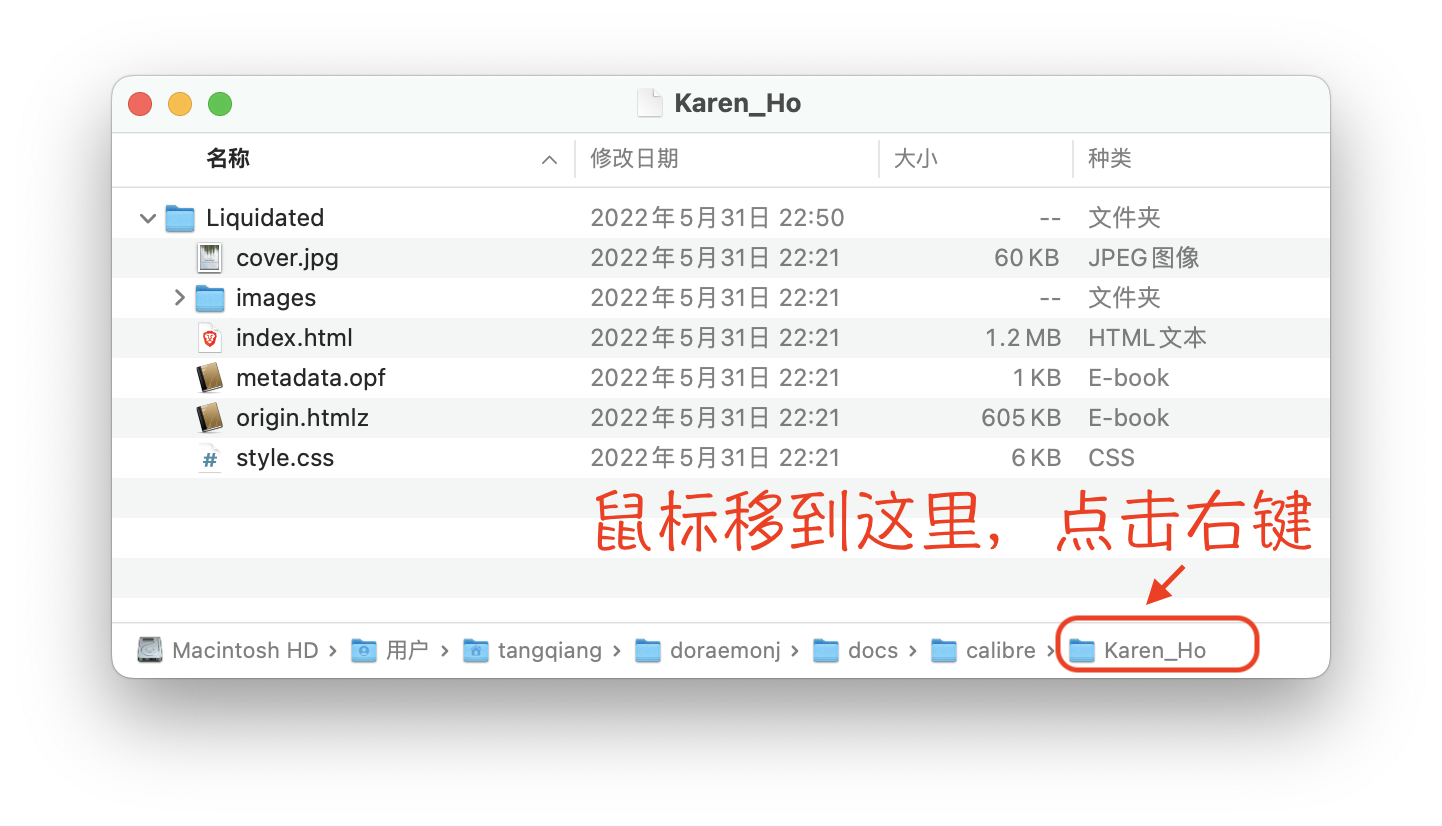 Karen_Ho
名称 修改日期 大小 种类
Liquidated 2022年5月31日 22:50 -- 文件夹
cover.jpg 2022年5月31日 22:21 60 KB JPEG图像
images 2022年5月31日 22:21 -- 文件夹
index.html 2022年5月31日 22:21 1.2 MB HTML文本
metadata.opf 2022年5月31日 22:21 1 KB E-book
origin.htmlz 2022年5月31日 22:21 605 KB E-book
style.css 2022年5月31日 22:21 6 KB CSS
鼠标移到这里，点击右键
Macintosh HD › 用户 › tangqiang › doraemonj › docs › calibre › Karen_Ho